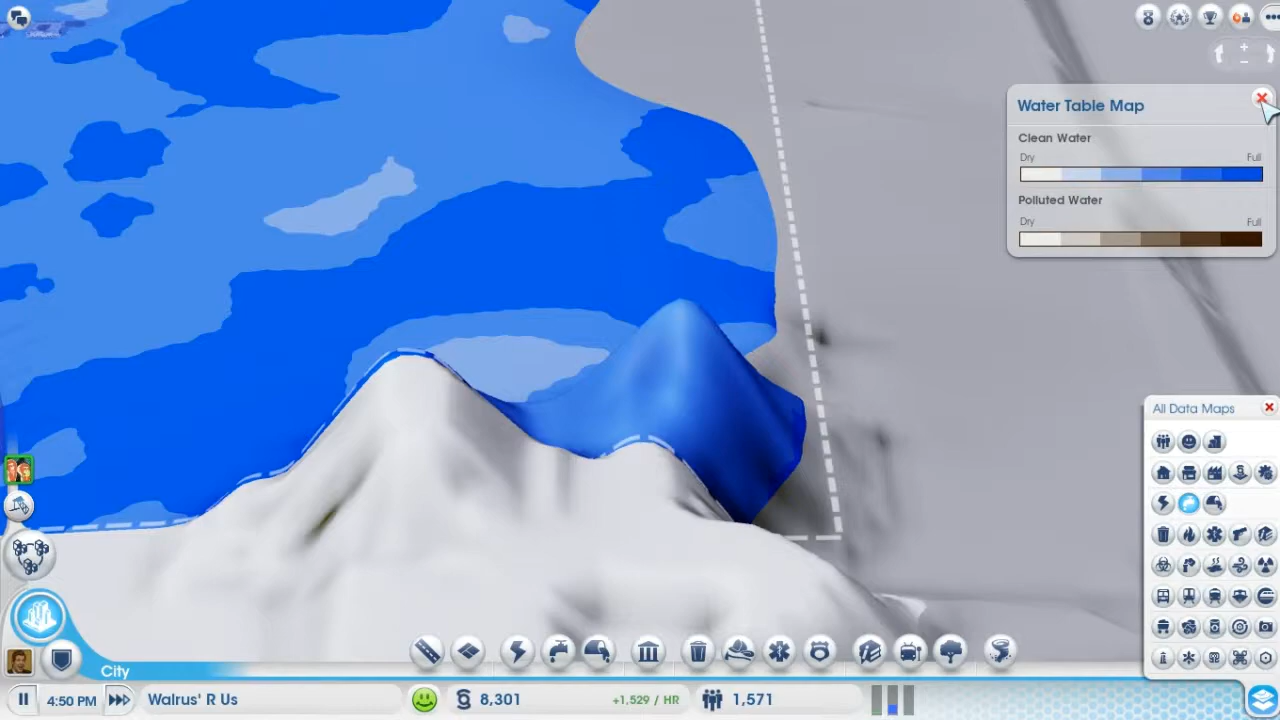 Water Table Map
Clean Water
Dry Full
Polluted Water
Dry Full
All Data Maps
City
4:50 PM Walrus' R Us 8,301 +1,529 / HR 1,571